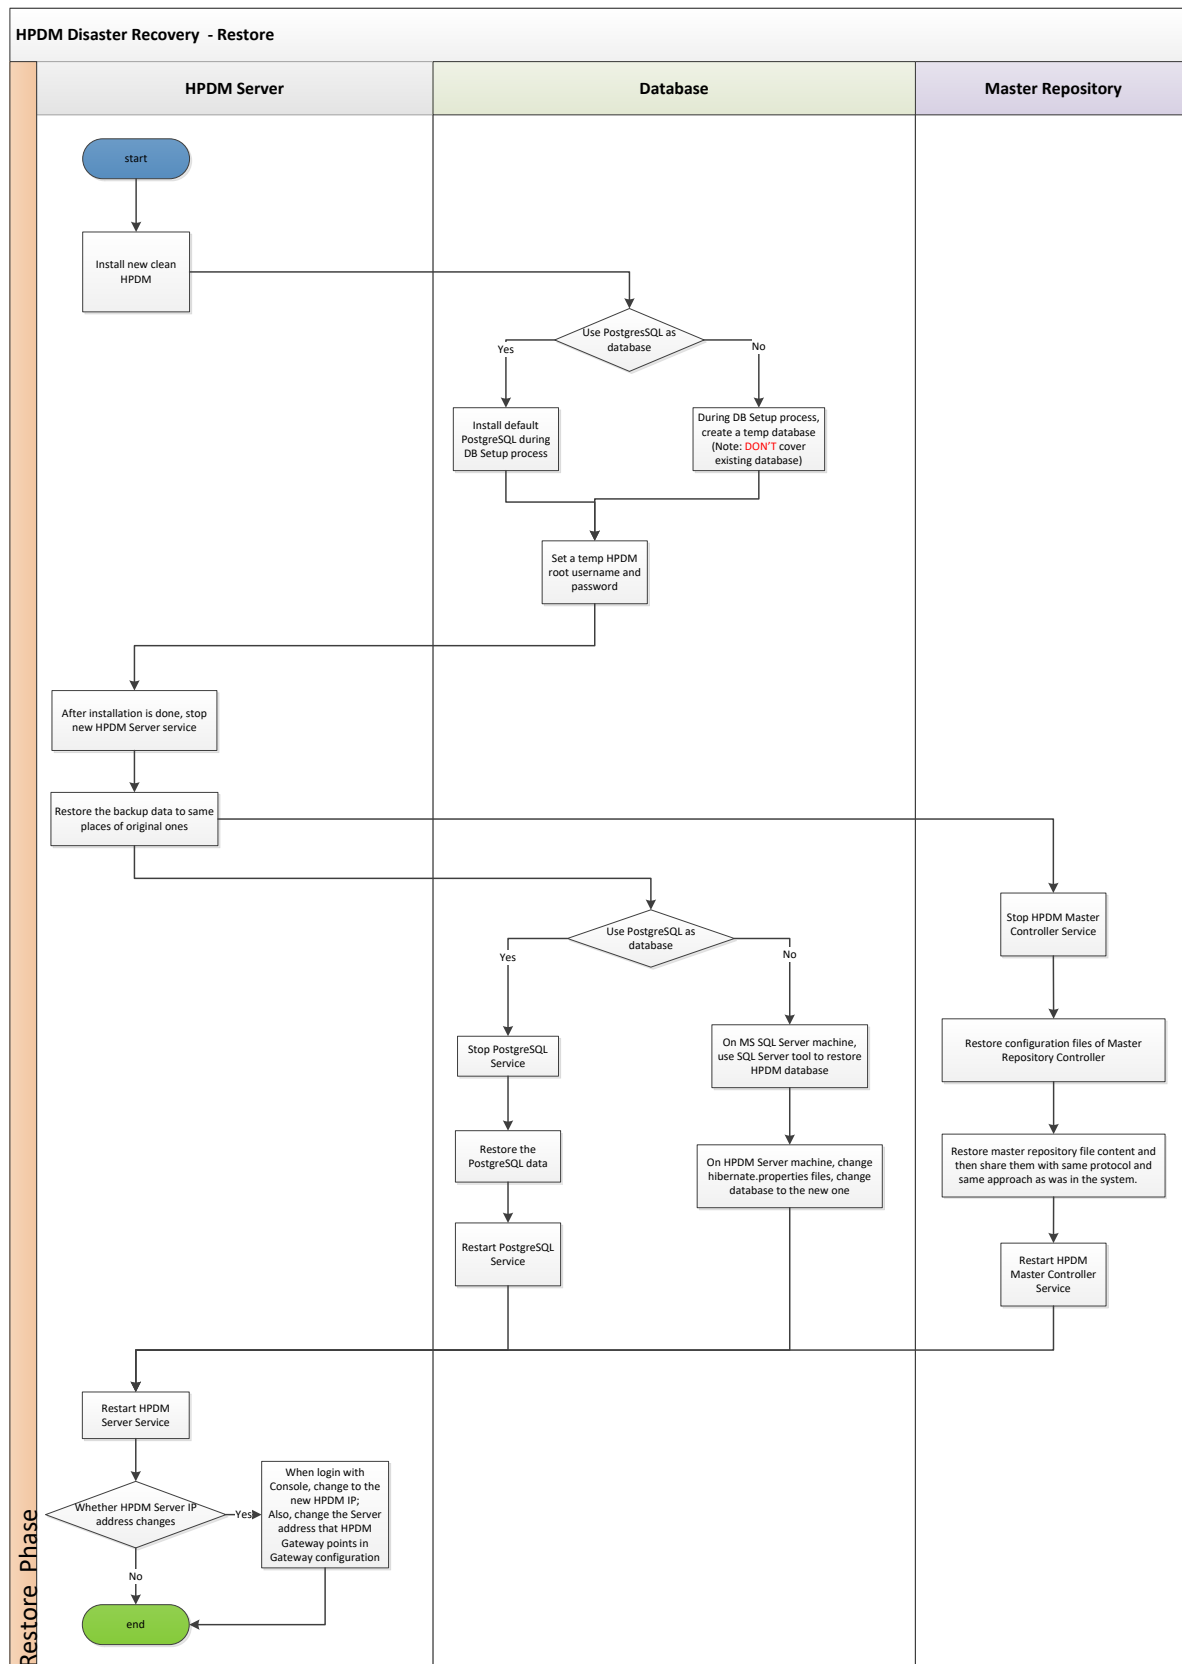 HPDM Disaster Recovery - Restore
HPDM Server
Database
Master Repository
Restore Phase
start
Install new clean
HPDM
Use PostgresSQL as
database
Yes
No
Install default
PostgreSQL during
DB Setup process
During DB Setup process,
create a temp database
(Note: DON'T cover
existing database)
Set a temp HPDM
root username and
password
After installation is done, stop
new HPDM Server service
Restore the backup data to same
places of original ones
Use PostgreSQL as
database
Yes
No
Stop HPDM Master
Controller Service
Stop PostgreSQL
Service
On MS SQL Server machine,
use SQL Server tool to restore
HPDM database
Restore configuration files of Master
Repository Controller
Restore the
PostgreSQL data
On HPDM Server machine, change
hibernate.properties files, change
database to the new one
Restore master repository file content and
then share them with same protocol and
same approach as was in the system.
Restart PostgreSQL
Service
Restart HPDM
Master Controller
Service
Restart HPDM
Server Service
Whether HPDM Server IP
address changes
Yes
When login with
Console, change to the
new HPDM IP;
Also, change the Server
address that HPDM
Gateway points in
Gateway configuration
No
end